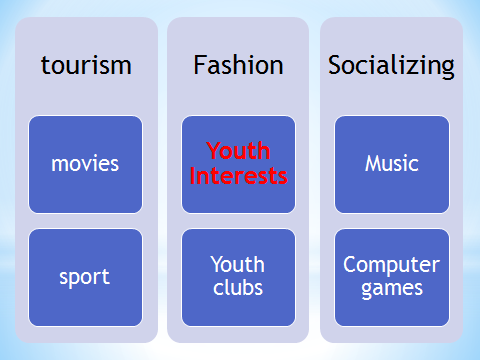 tourism
movies
sport
Fashion
Youth
Interests
Youth
clubs
Socializing
Music
Computer
games